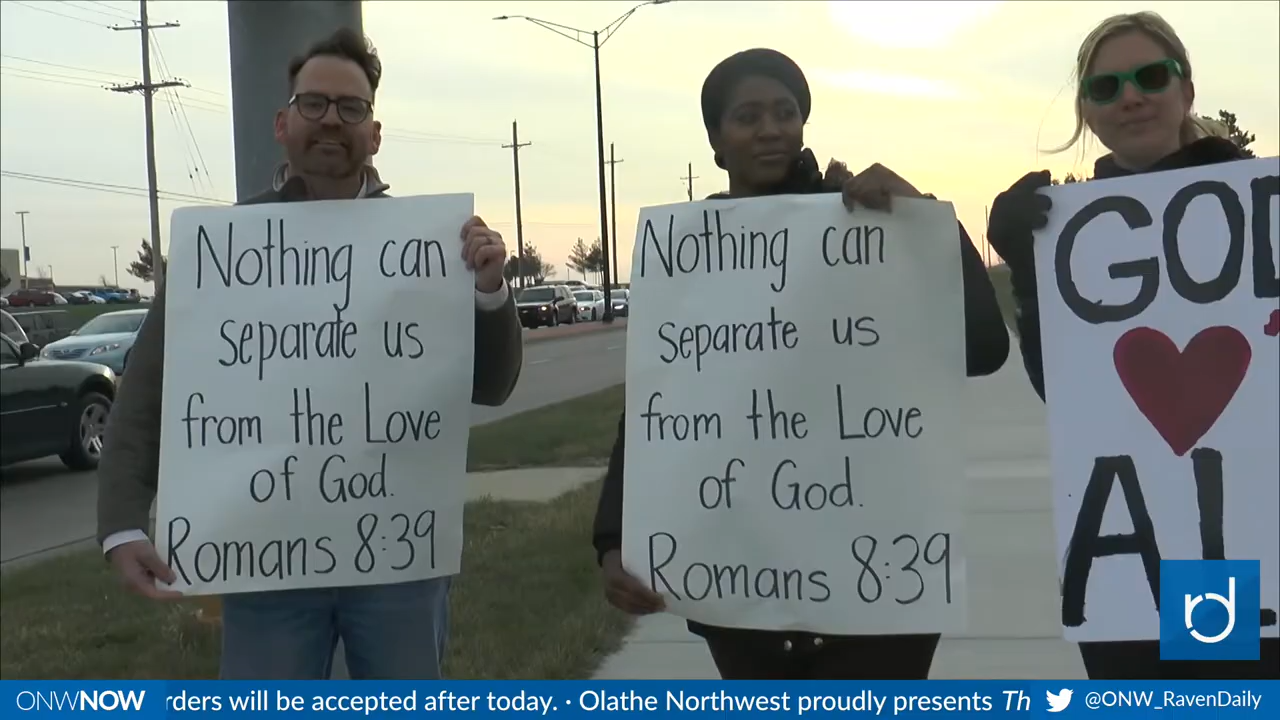 Nothing can
separate us
from the Love
of God.
Romans 8:39
Nothing can
separate us
from the Love
of God.
Romans 8:39
GOD
AL
rd
ONWNOW
rders will be accepted after today. · Olathe Northwest proudly presents Th
@ONW_RavenDaily